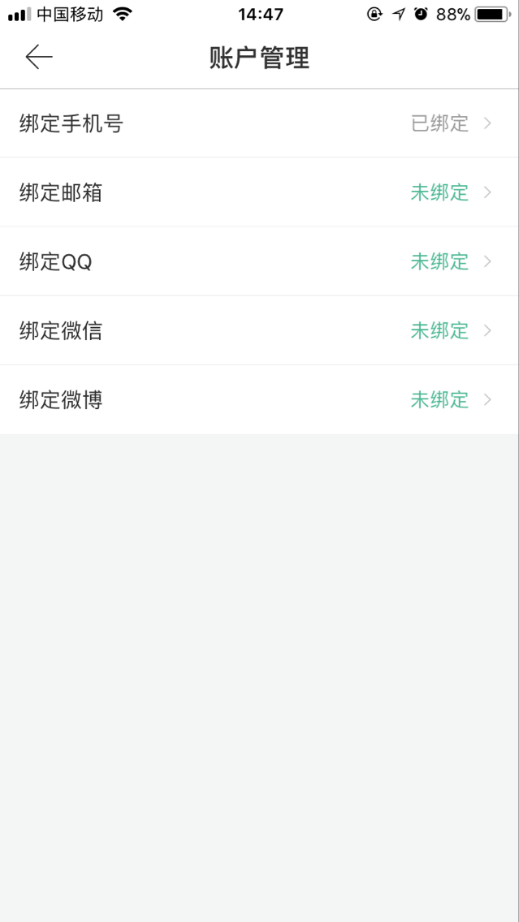 中国移动 14:47 88%
账户管理
绑定手机号 已绑定
绑定邮箱 未绑定
绑定QQ 未绑定
绑定微信 未绑定
绑定微博 未绑定